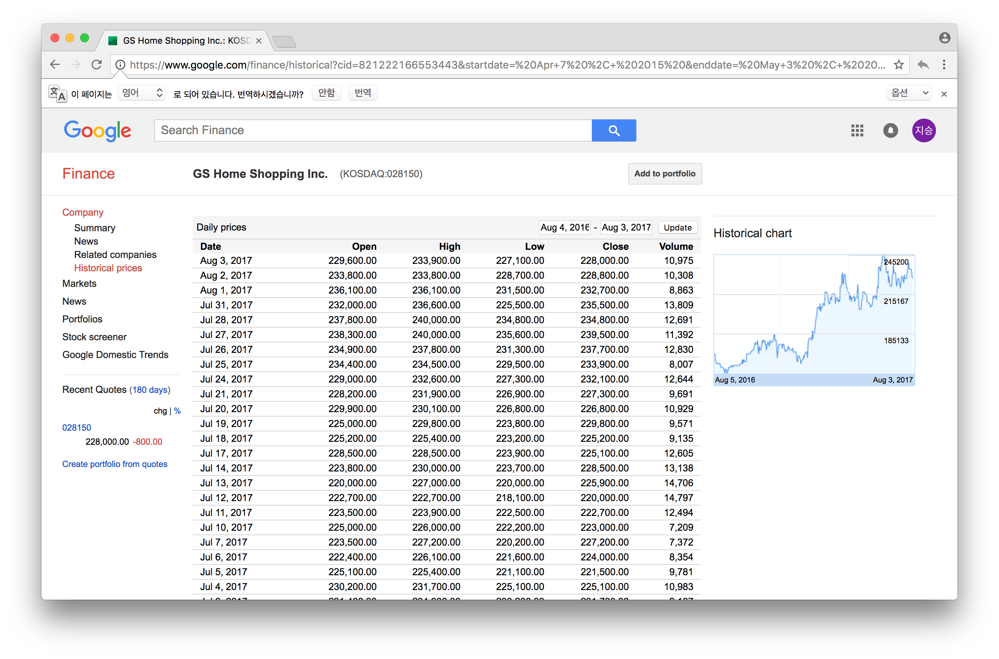 GS Home Shopping Inc.: KOSD
https://www.google.com/finance/historical?cid=821222166553443&startdate=%20Apr+7%20%2C+%202015%20&enddate=%20May+3%20%2C+%2020...
이 페이지는 영어 로 되어 있습니다. 번역하시겠습니까? 안함 번역 옵션
Google Search Finance 지승
Finance GS Home Shopping Inc. (KOSDAQ:028150) Add to portfolio
Company
Summary
News
Related companies
Historical prices
Markets
News
Portfolios
Stock screener
Google Domestic Trends
Recent Quotes (180 days)
chg | %
028150
228,000.00 -800.00
Create portfolio from quotes
Daily prices Aug 4, 2016 - Aug 3, 2017 Update
Date Open High Low Close Volume
Aug 3, 2017 229,600.00 233,900.00 227,100.00 228,000.00 10,975
Aug 2, 2017 233,800.00 233,800.00 228,700.00 228,800.00 10,308
Aug 1, 2017 236,100.00 236,100.00 231,500.00 232,700.00 8,863
Jul 31, 2017 232,000.00 236,600.00 225,500.00 235,500.00 13,809
Jul 28, 2017 237,800.00 240,000.00 234,800.00 234,800.00 12,691
Jul 27, 2017 238,300.00 240,000.00 235,600.00 239,500.00 11,392
Jul 26, 2017 234,900.00 237,800.00 231,300.00 237,700.00 12,830
Jul 25, 2017 234,400.00 234,500.00 229,500.00 233,900.00 8,007
Jul 24, 2017 229,000.00 232,600.00 227,300.00 232,100.00 12,644
Jul 21, 2017 228,200.00 231,900.00 226,900.00 227,300.00 9,691
Jul 20, 2017 229,900.00 230,100.00 226,800.00 226,800.00 10,929
Jul 19, 2017 225,000.00 229,800.00 223,800.00 229,800.00 9,571
Jul 18, 2017 225,200.00 225,400.00 223,200.00 225,200.00 9,135
Jul 17, 2017 228,500.00 228,500.00 223,900.00 225,100.00 12,605
Jul 14, 2017 223,800.00 230,000.00 223,700.00 228,500.00 13,138
Jul 13, 2017 220,000.00 227,000.00 220,000.00 225,900.00 14,706
Jul 12, 2017 222,700.00 222,700.00 218,100.00 220,000.00 14,797
Jul 11, 2017 223,500.00 223,900.00 222,500.00 222,700.00 12,494
Jul 10, 2017 225,000.00 226,000.00 222,200.00 223,000.00 7,209
Jul 7, 2017 223,500.00 227,200.00 220,200.00 227,200.00 7,372
Jul 6, 2017 222,400.00 226,100.00 221,600.00 224,000.00 8,354
Jul 5, 2017 225,100.00 225,400.00 221,100.00 221,500.00 9,781
Jul 4, 2017 230,200.00 231,700.00 225,100.00 225,100.00 10,983
Historical chart
245200
215167
185133
Aug 5, 2016 Aug 3, 2017